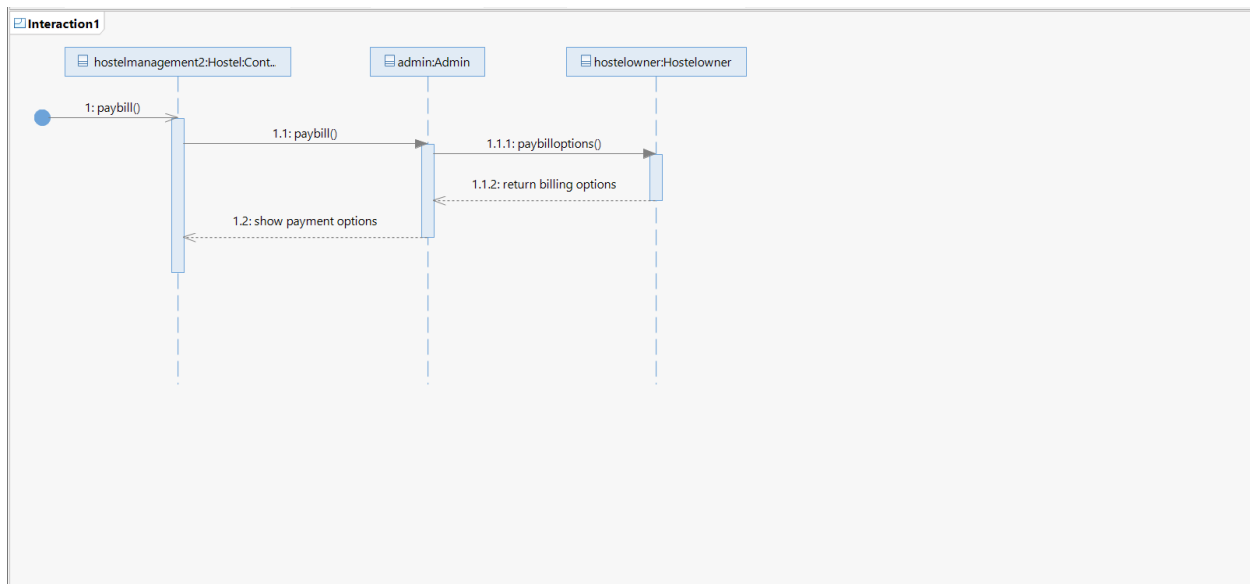 Interaction1
hostelmanagement2:Hostel:Cont...
admin:Admin
hostelowner:Hostelowner
1: paybill()
1.1: paybill()
1.1.1: paybilloptions()
1.1.2: return billing options
1.2: show payment options